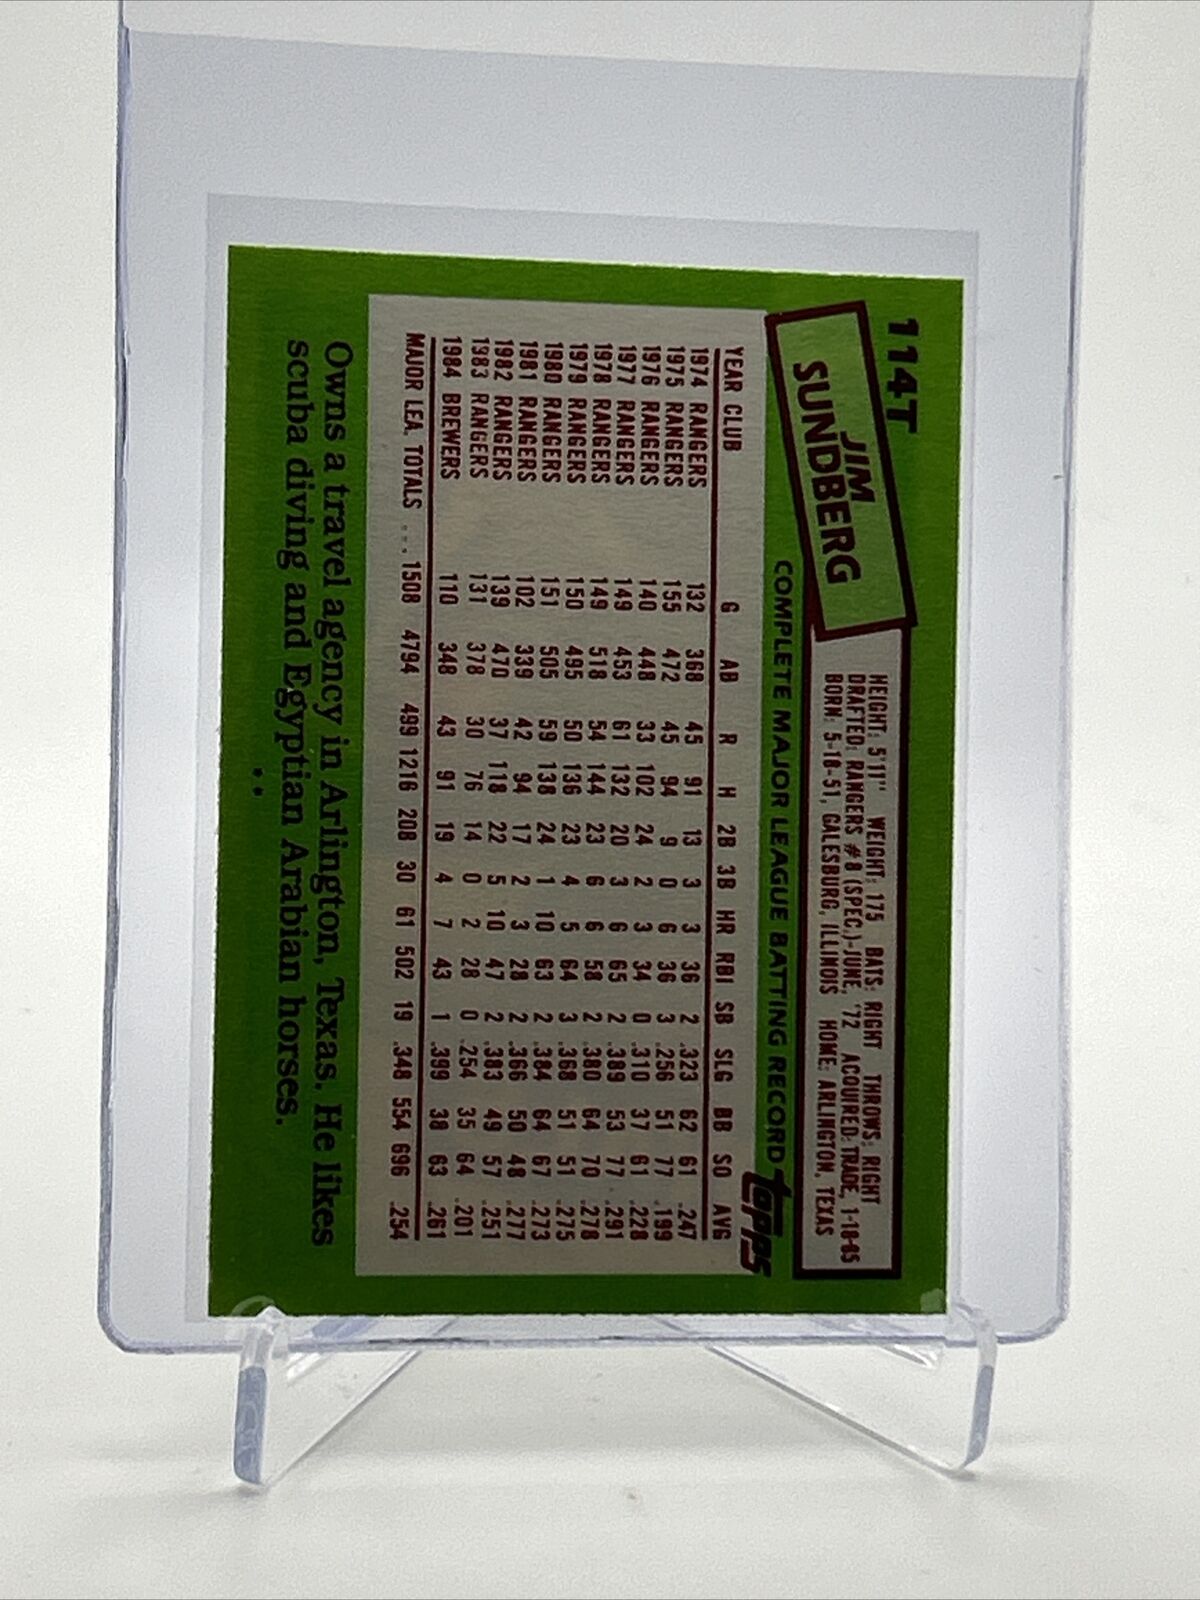 114T
JIM
SUNDBERG
HEIGHT: 5'11" WEIGHT: 175 BATS: RIGHT THROWS: RIGHT
DRAFTED: RANGERS #8 (SPEC.)-JUNE, '72 ACQUIRED: TRADE, 1-18-85
BORN: 5-18-51, GALESBURG, ILLINOIS HOME: ARLINGTON, TEXAS
COMPLETE MAJOR LEAGUE BATTING RECORD topps
YEAR CLUB G AB R H 2B 3B HR RBI SB SLG BB SO AVG
1974 RANGERS 132 368 45 91 13 3 3 36 2 .323 62 61 .247
1975 RANGERS 155 472 45 94 9 0 6 36 3 .256 51 77 .199
1976 RANGERS 140 448 33 102 24 2 3 34 0 .310 37 61 .228
1977 RANGERS 149 453 61 132 20 3 6 65 2 .389 53 77 .291
1978 RANGERS 149 518 54 144 23 6 6 58 2 .380 64 70 .278
1979 RANGERS 150 495 50 136 23 4 5 64 3 .368 51 51 .275
1980 RANGERS 151 505 59 138 24 1 10 63 2 .384 64 67 .273
1981 RANGERS 102 339 42 94 17 2 3 28 2 .366 50 48 .277
1982 RANGERS 139 470 37 118 22 5 10 47 2 .383 49 57 .251
1983 RANGERS 131 378 30 76 14 0 2 28 0 .254 35 64 .201
1984 BREWERS 110 348 43 91 19 4 7 43 1 .399 38 63 .261
MAJOR LEA. TOTALS ... 1508 4794 499 1216 208 30 61 502 19 .348 554 696 .254
Owns a travel agency in Arlington, Texas. He likes
scuba diving and Egyptian Arabian horses.